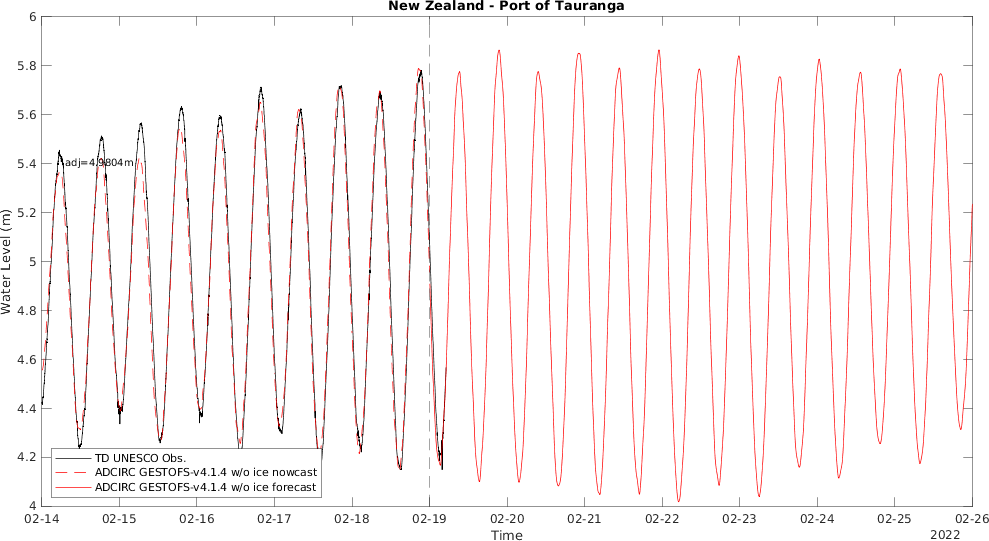 New Zealand - Port of Tauranga
Water Level (m)
6
5.8
5.6
5.4
5.2
5
4.8
4.6
4.4
4.2
4
adj=4.9804m
TD UNESCO Obs.
ADCIRC GESTOFS-v4.1.4 w/o ice nowcast
ADCIRC GESTOFS-v4.1.4 w/o ice forecast
02-14 02-15 02-16 02-17 02-18 02-19 02-20 02-21 02-22 02-23 02-24 02-25 02-26
Time
2022